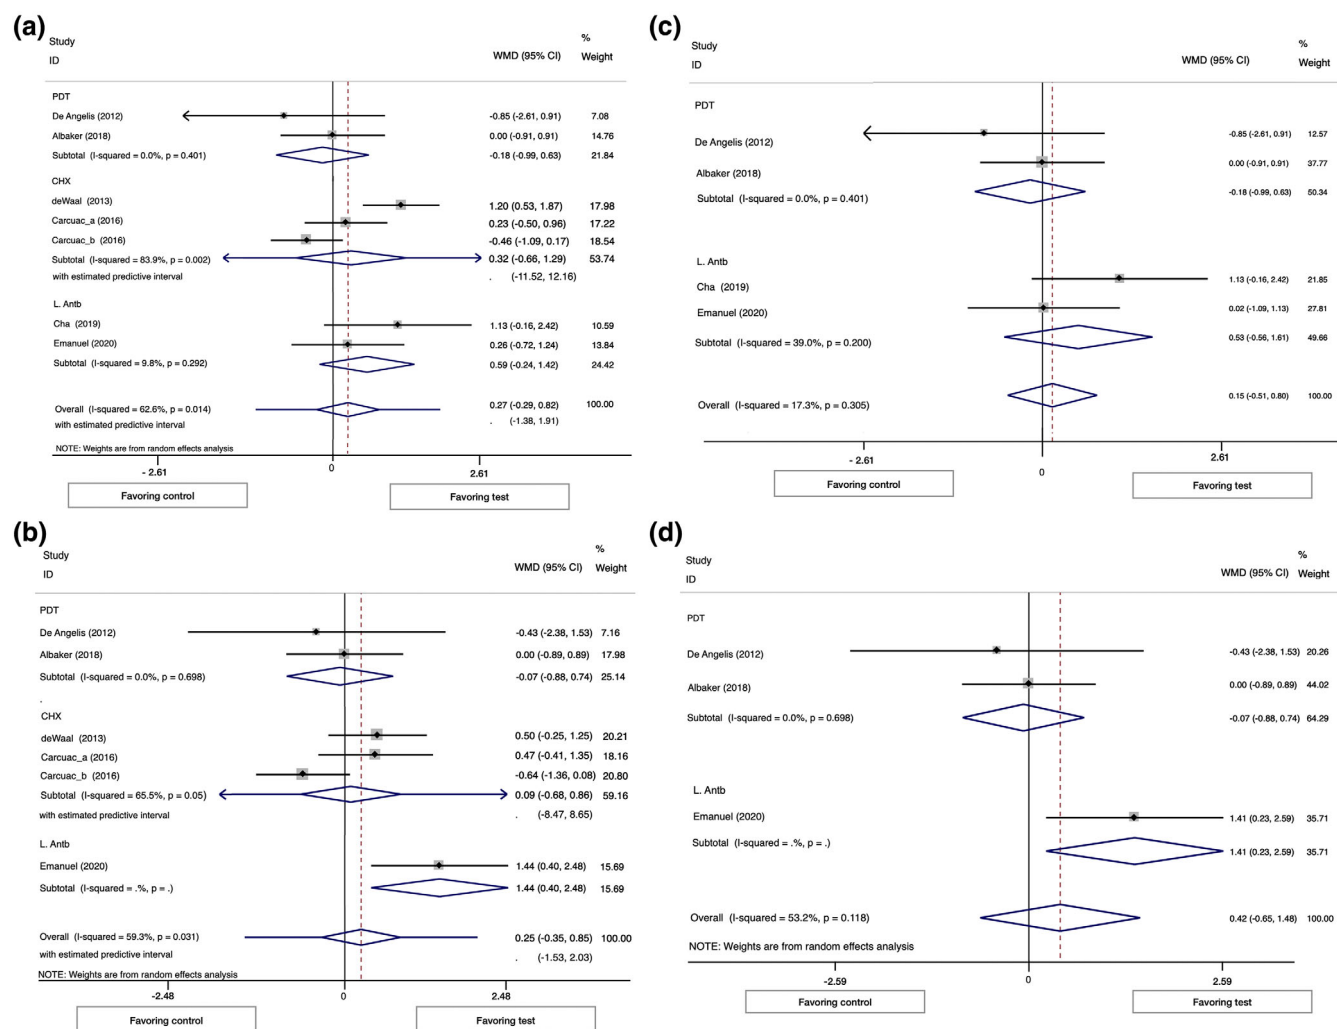 (a)
Study
ID
WMD (95% CI)
%
Weight
PDT
De Angelis (2012) -0.85 (-2.61, 0.91) 7.08
Albaker (2018) 0.00 (-0.91, 0.91) 14.76
Subtotal (I-squared = 0.0%, p = 0.401) -0.18 (-0.99, 0.63) 21.84
CHX
deWaal (2013) 1.20 (0.53, 1.87) 17.98
Carcuac_a (2016) 0.23 (-0.50, 0.96) 17.22
Carcuac_b (2016) -0.46 (-1.09, 0.17) 18.54
Subtotal (I-squared = 83.9%, p = 0.002) 0.32 (-0.66, 1.29) 53.74
with estimated predictive interval . (-11.52, 12.16)
L. Antb
Cha (2019) 1.13 (-0.16, 2.42) 10.59
Emanuel (2020) 0.26 (-0.72, 1.24) 13.84
Subtotal (I-squared = 9.8%, p = 0.292) 0.59 (-0.24, 1.42) 24.42
Overall (I-squared = 62.6%, p = 0.014) 0.27 (-0.29, 0.82) 100.00
with estimated predictive interval . (-1.38, 1.91)
NOTE: Weights are from random effects analysis
-2.61 0 2.61
Favoring control Favoring test
(c)
Study
ID
WMD (95% CI)
%
Weight
PDT
De Angelis (2012) -0.85 (-2.61, 0.91) 12.57
Albaker (2018) 0.00 (-0.91, 0.91) 37.77
Subtotal (I-squared = 0.0%, p = 0.401) -0.18 (-0.99, 0.63) 50.34
L. Antb
Cha (2019) 1.13 (-0.16, 2.42) 21.85
Emanuel (2020) 0.02 (-1.09, 1.13) 27.81
Subtotal (I-squared = 39.0%, p = 0.200) 0.53 (-0.56, 1.61) 49.66
Overall (I-squared = 17.3%, p = 0.305) 0.15 (-0.51, 0.80) 100.00
-2.61 0 2.61
Favoring control Favoring test
(b)
Study
ID
WMD (95% CI)
%
Weight
PDT
De Angelis (2012) -0.43 (-2.38, 1.53) 7.16
Albaker (2018) 0.00 (-0.89, 0.89) 17.98
Subtotal (I-squared = 0.0%, p = 0.698) -0.07 (-0.88, 0.74) 25.14
.
CHX
deWaal (2013) 0.50 (-0.25, 1.25) 20.21
Carcuac_a (2016) 0.47 (-0.41, 1.35) 18.16
Carcuac_b (2016) -0.64 (-1.36, 0.08) 20.80
Subtotal (I-squared = 65.5%, p = 0.05) 0.09 (-0.68, 0.86) 59.16
with estimated predictive interval . (-8.47, 8.65)
L. Antb
Emanuel (2020) 1.44 (0.40, 2.48) 15.69
Subtotal (I-squared = .%, p = .) 1.44 (0.40, 2.48) 15.69
Overall (I-squared = 59.3%, p = 0.031) 0.25 (-0.35, 0.85) 100.00
with estimated predictive interval . (-1.53, 2.03)
NOTE: Weights are from random effects analysis
-2.48 0 2.48
Favoring control Favoring test
(d)
Study
ID
WMD (95% CI)
%
Weight
PDT
De Angelis (2012) -0.43 (-2.38, 1.53) 20.26
Albaker (2018) 0.00 (-0.89, 0.89) 44.02
Subtotal (I-squared = 0.0%, p = 0.698) -0.07 (-0.88, 0.74) 64.29
L. Antb
Emanuel (2020) 1.41 (0.23, 2.59) 35.71
Subtotal (I-squared = .%, p = .) 1.41 (0.23, 2.59) 35.71
Overall (I-squared = 53.2%, p = 0.118) 0.42 (-0.65, 1.48) 100.00
NOTE: Weights are from random effects analysis
-2.59 0 2.59
Favoring control Favoring test